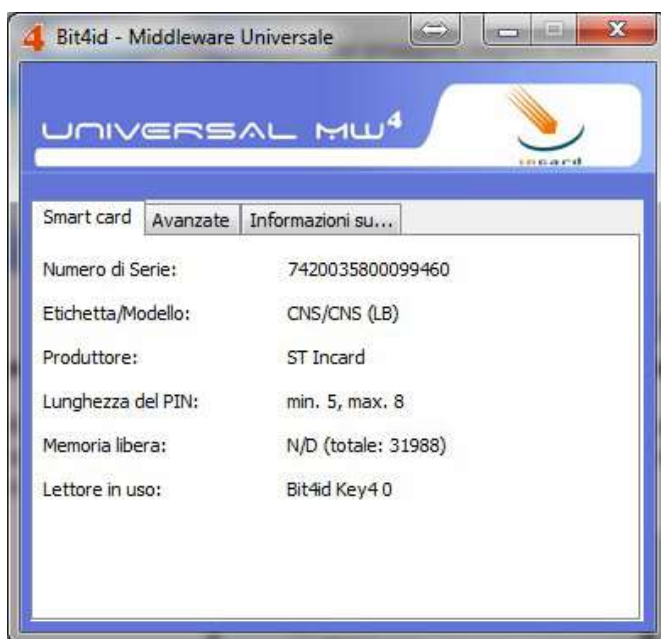 4 Bit4id - Middleware Universale
UNIVERSAL MW4
incard
Smart card Avanzate Informazioni su...
Numero di Serie: 7420035800099460
Etichetta/Modello: CNS/CNS (LB)
Produttore: ST Incard
Lunghezza del PIN: min. 5, max. 8
Memoria libera: N/D (totale: 31988)
Lettore in uso: Bit4id Key4 0